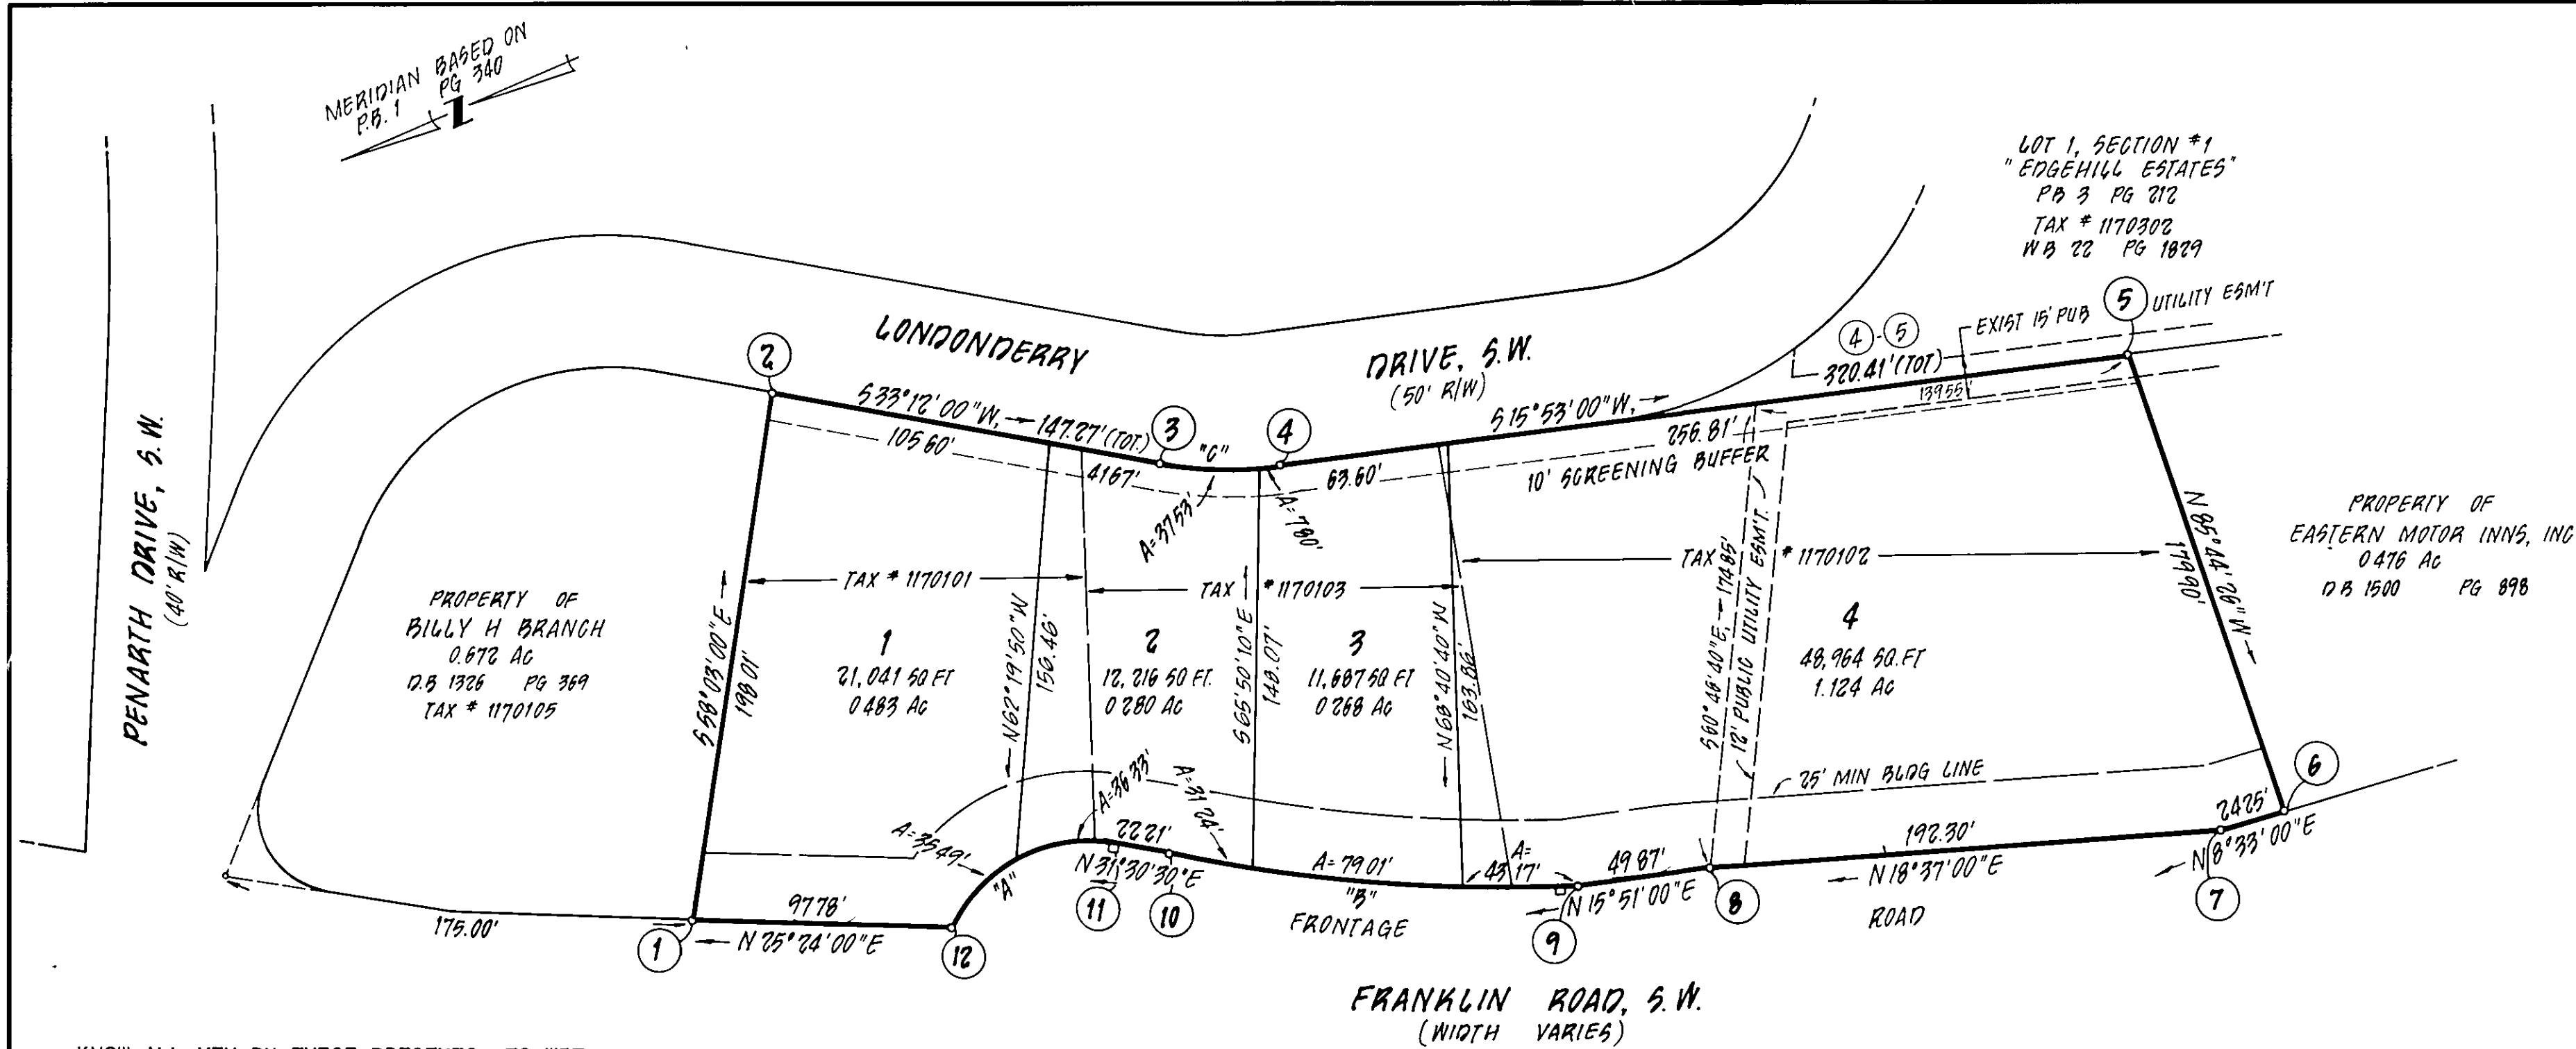 MERIDIAN BASED ON
P.B. 1 PG 340
Z
LOT 1, SECTION #1
"EDGEHILL ESTATES"
PB 3 PG 212
TAX # 1170302
WB 22 PG 1829
EXIST 15' PUB UTILITY ESM'T
5
4 - 5
320.41' (TOT)
139.55'
2
LONDONDERRY DRIVE, S.W.
(50' R/W)
S 33°12'00"W, 147.27' (TOT.)
105.60'
41.67'
3
"C"
4
A=37.53'
A=7.80'
S 15°53'00"W,
63.60'
256.81'
10' SCREENING BUFFER
PENARTH DRIVE, S.W.
(40' R/W)
PROPERTY OF
BILLY H BRANCH
0.672 AC
D.B 1326 PG 369
TAX # 1170105
S 58°03'00"E
198.01'
TAX # 1170101
TAX # 1170103
TAX # 1170102
1
21,041 SQ FT
0.483 AC
N62°19'50"W
156.46'
2
12,216 SQ FT.
0.280 AC
S65°50'10"E
148.07'
3
11,687 SQ FT
0.268 AC
N68°40'40"W
163.86'
S60°46'40"E, 174.85'
12' PUBLIC UTILITY ESM'T.
4
48,964 SQ.FT
1.124 AC
N 85°44'26"W
179.90'
PROPERTY OF
EASTERN MOTOR INNS, INC
0.476 AC
D B 1500 PG 898
25' MIN BLDG LINE
6
24.25'
N 8°33'00"E
7
192.30'
N 18°37'00"E
8
49.87'
N 15°51'00"E
9
A=
43.17'
A=79.01'
"B"
A=31.24'
22.21'
N 31°30'30"E
10
11
A=36.33'
A=35.49'
"A"
12
97.78'
N 25°24'00"E
1
175.00'
FRONTAGE ROAD
FRANKLIN ROAD, S.W.
(WIDTH VARIES)